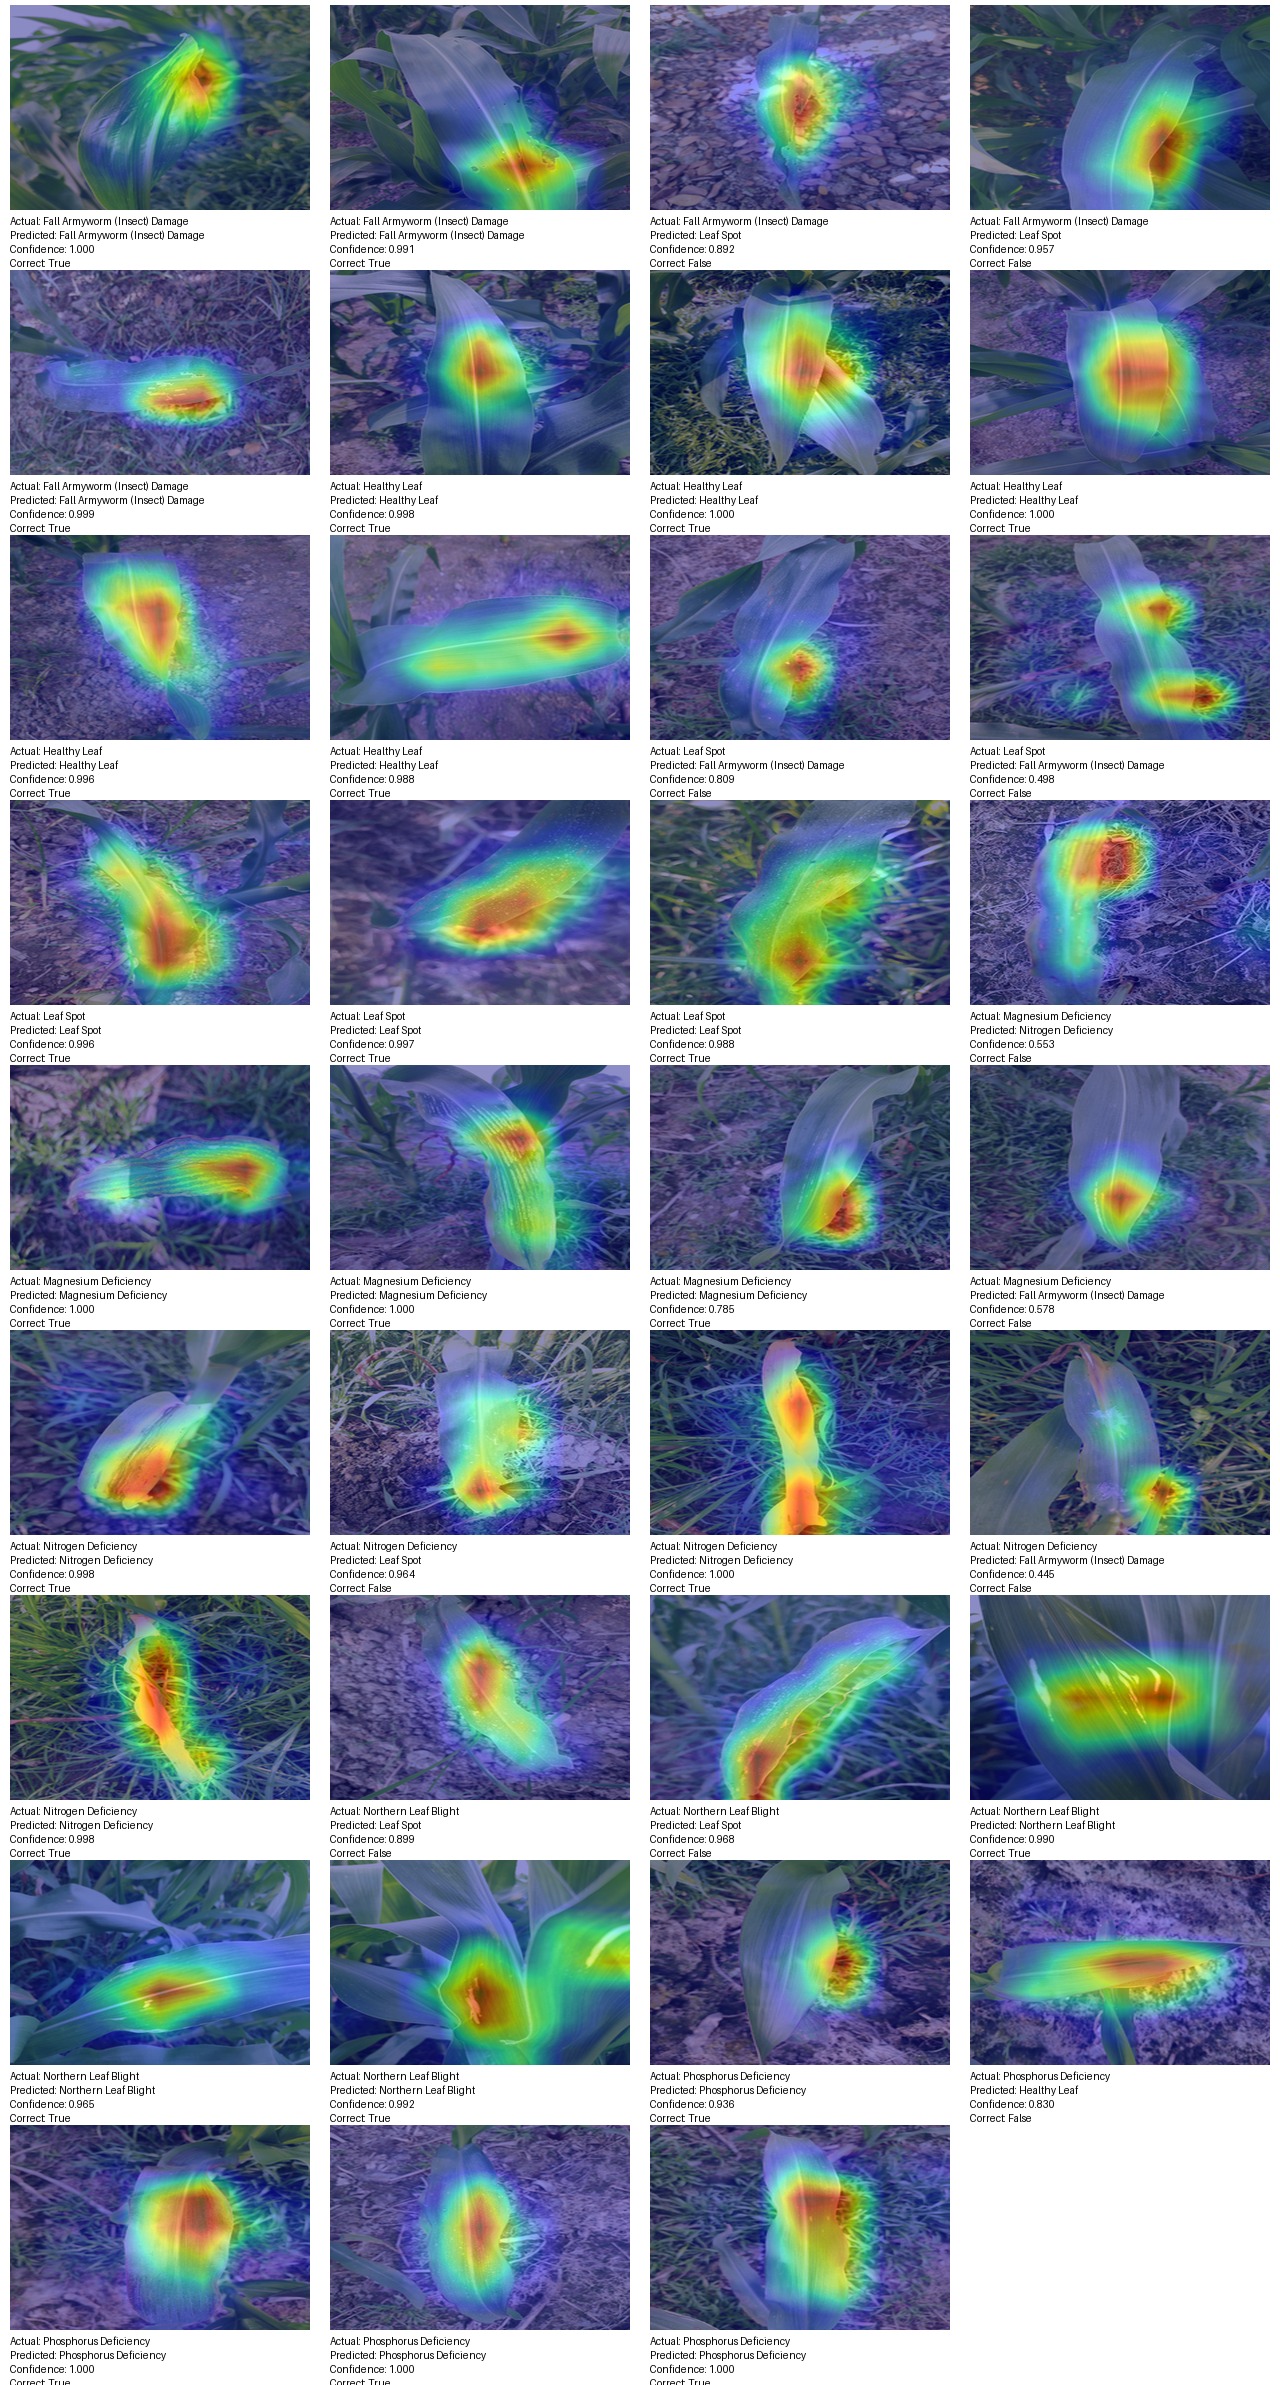 Actual: Fall Armyworm (Insect) Damage
Predicted: Fall Armyworm (Insect) Damage
Confidence: 1.000
Correct: True
Actual: Fall Armyworm (Insect) Damage
Predicted: Fall Armyworm (Insect) Damage
Confidence: 0.991
Correct: True
Actual: Fall Armyworm (Insect) Damage
Predicted: Leaf Spot
Confidence: 0.892
Correct: False
Actual: Fall Armyworm (Insect) Damage
Predicted: Leaf Spot
Confidence: 0.957
Correct: False
Actual: Fall Armyworm (Insect) Damage
Predicted: Fall Armyworm (Insect) Damage
Confidence: 0.999
Correct: True
Actual: Healthy Leaf
Predicted: Healthy Leaf
Confidence: 0.998
Correct: True
Actual: Healthy Leaf
Predicted: Healthy Leaf
Confidence: 1.000
Correct: True
Actual: Healthy Leaf
Predicted: Healthy Leaf
Confidence: 1.000
Correct: True
Actual: Healthy Leaf
Predicted: Healthy Leaf
Confidence: 0.996
Correct: True
Actual: Healthy Leaf
Predicted: Healthy Leaf
Confidence: 0.988
Correct: True
Actual: Leaf Spot
Predicted: Fall Armyworm (Insect) Damage
Confidence: 0.809
Correct: False
Actual: Leaf Spot
Predicted: Fall Armyworm (Insect) Damage
Confidence: 0.498
Correct: False
Actual: Leaf Spot
Predicted: Leaf Spot
Confidence: 0.996
Correct: True
Actual: Leaf Spot
Predicted: Leaf Spot
Confidence: 0.997
Correct: True
Actual: Leaf Spot
Predicted: Leaf Spot
Confidence: 0.988
Correct: True
Actual: Magnesium Deficiency
Predicted: Nitrogen Deficiency
Confidence: 0.553
Correct: False
Actual: Magnesium Deficiency
Predicted: Magnesium Deficiency
Confidence: 1.000
Correct: True
Actual: Magnesium Deficiency
Predicted: Magnesium Deficiency
Confidence: 1.000
Correct: True
Actual: Magnesium Deficiency
Predicted: Magnesium Deficiency
Confidence: 0.785
Correct: True
Actual: Magnesium Deficiency
Predicted: Fall Armyworm (Insect) Damage
Confidence: 0.578
Correct: False
Actual: Nitrogen Deficiency
Predicted: Nitrogen Deficiency
Confidence: 0.998
Correct: True
Actual: Nitrogen Deficiency
Predicted: Leaf Spot
Confidence: 0.964
Correct: False
Actual: Nitrogen Deficiency
Predicted: Nitrogen Deficiency
Confidence: 1.000
Correct: True
Actual: Nitrogen Deficiency
Predicted: Fall Armyworm (Insect) Damage
Confidence: 0.445
Correct: False
Actual: Nitrogen Deficiency
Predicted: Nitrogen Deficiency
Confidence: 0.998
Correct: True
Actual: Northern Leaf Blight
Predicted: Leaf Spot
Confidence: 0.899
Correct: False
Actual: Northern Leaf Blight
Predicted: Leaf Spot
Confidence: 0.968
Correct: False
Actual: Northern Leaf Blight
Predicted: Northern Leaf Blight
Confidence: 0.990
Correct: True
Actual: Northern Leaf Blight
Predicted: Northern Leaf Blight
Confidence: 0.965
Correct: True
Actual: Northern Leaf Blight
Predicted: Northern Leaf Blight
Confidence: 0.992
Correct: True
Actual: Phosphorus Deficiency
Predicted: Phosphorus Deficiency
Confidence: 0.936
Correct: True
Actual: Phosphorus Deficiency
Predicted: Healthy Leaf
Confidence: 0.830
Correct: False
Actual: Phosphorus Deficiency
Predicted: Phosphorus Deficiency
Confidence: 1.000
Correct: True
Actual: Phosphorus Deficiency
Predicted: Phosphorus Deficiency
Confidence: 1.000
Correct: True
Actual: Phosphorus Deficiency
Predicted: Phosphorus Deficiency
Confidence: 1.000
Correct: True